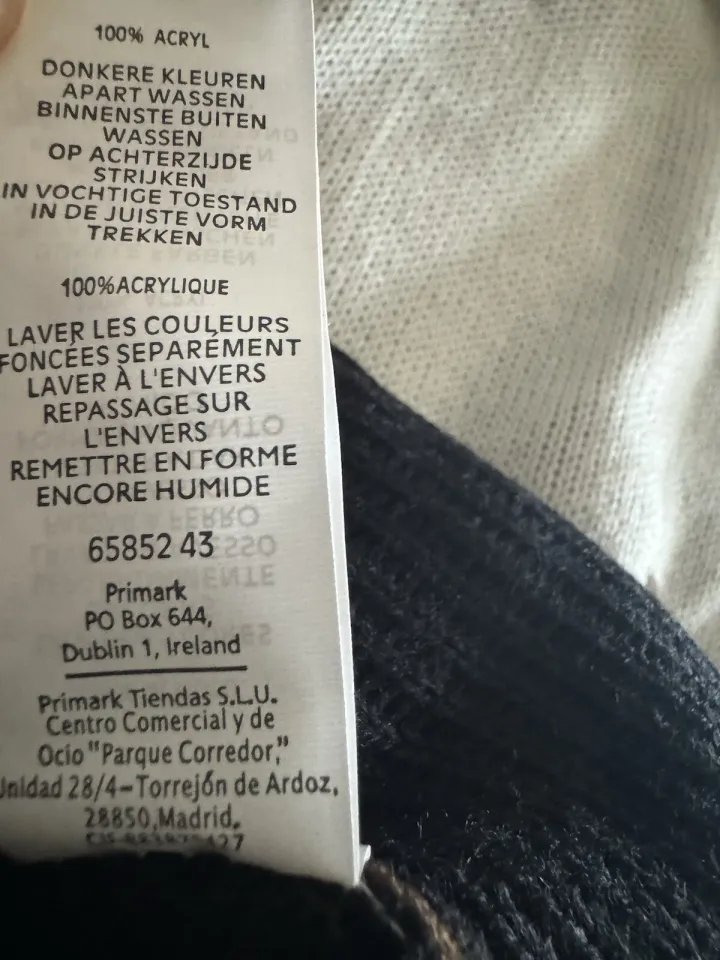 100% ACRYL
DONKERE KLEUREN
APART WASSEN
BINNENSTE BUITEN
WASSEN
OP ACHTERZIJDE
STRIJKEN
IN VOCHTIGE TOESTAND
IN DE JUISTE VORM
TREKKEN
100%ACRYLIQUE
LAVER LES COULEURS
FONCÉES SEPARÉMENT
LAVER À L'ENVERS
REPASSAGE SUR
L'ENVERS
REMETTRE EN FORME
ENCORE HUMIDE
65852 43
Primark
PO Box 644,
Dublin 1, Ireland
Primark Tiendas S.L.U.
Centro Comercial y de
Ocio "Parque Corredor,"
Unidad 28/4-Torrejón de Ardoz,
28850,Madrid,